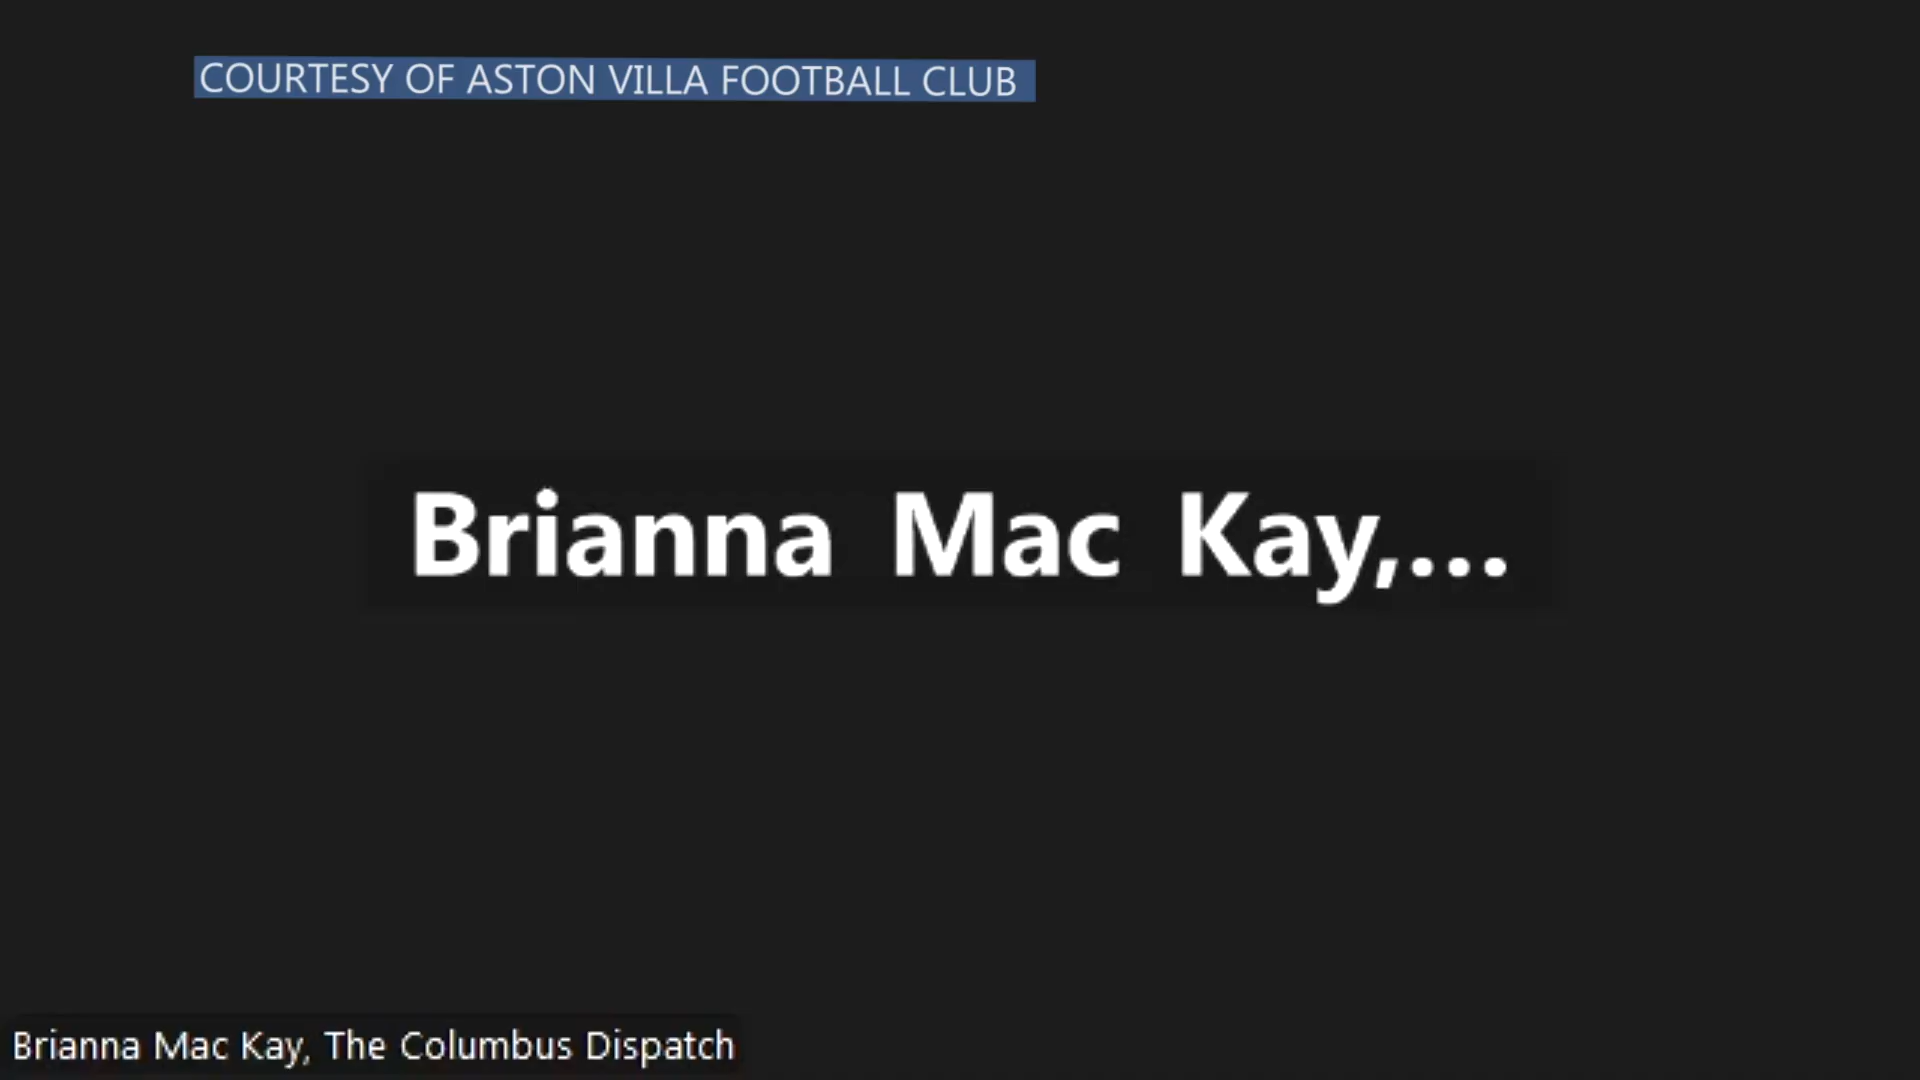 COURTESY OF ASTON VILLA FOOTBALL CLUB
Brianna Mac Kay,...
Brianna Mac Kay, The Columbus Dispatch